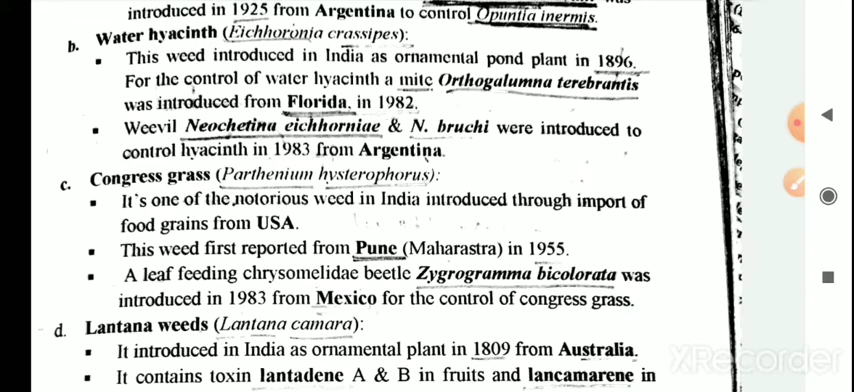 introduced in 1925 from Argentina to control Opuntia inermis.
b. Water hyacinth (Eichhoronia crassipes):
▪ This weed introduced in India as ornamental pond plant in 1896.
For the control of water hyacinth a mite Orthogalumna terebrantis
was introduced from Florida, in 1982.
▪ Weevil Neochetina eichhorniae & N. bruchi were introduced to
control hyacinth in 1983 from Argentina.
c. Congress grass (Parthenium hysterophorus):
▪ It's one of the notorious weed in India introduced through import of
food grains from USA.
▪ This weed first reported from Pune (Maharastra) in 1955.
▪ A leaf feeding chrysomelidae beetle Zygrogramma bicolorata was
introduced in 1983 from Mexico for the control of congress grass.
d. Lantana weeds (Lantana camara):
▪ It introduced in India as ornamental plant in 1809 from Australia.
▪ It contains toxin lantadene A & B in fruits and lancamarene in
XRecorder